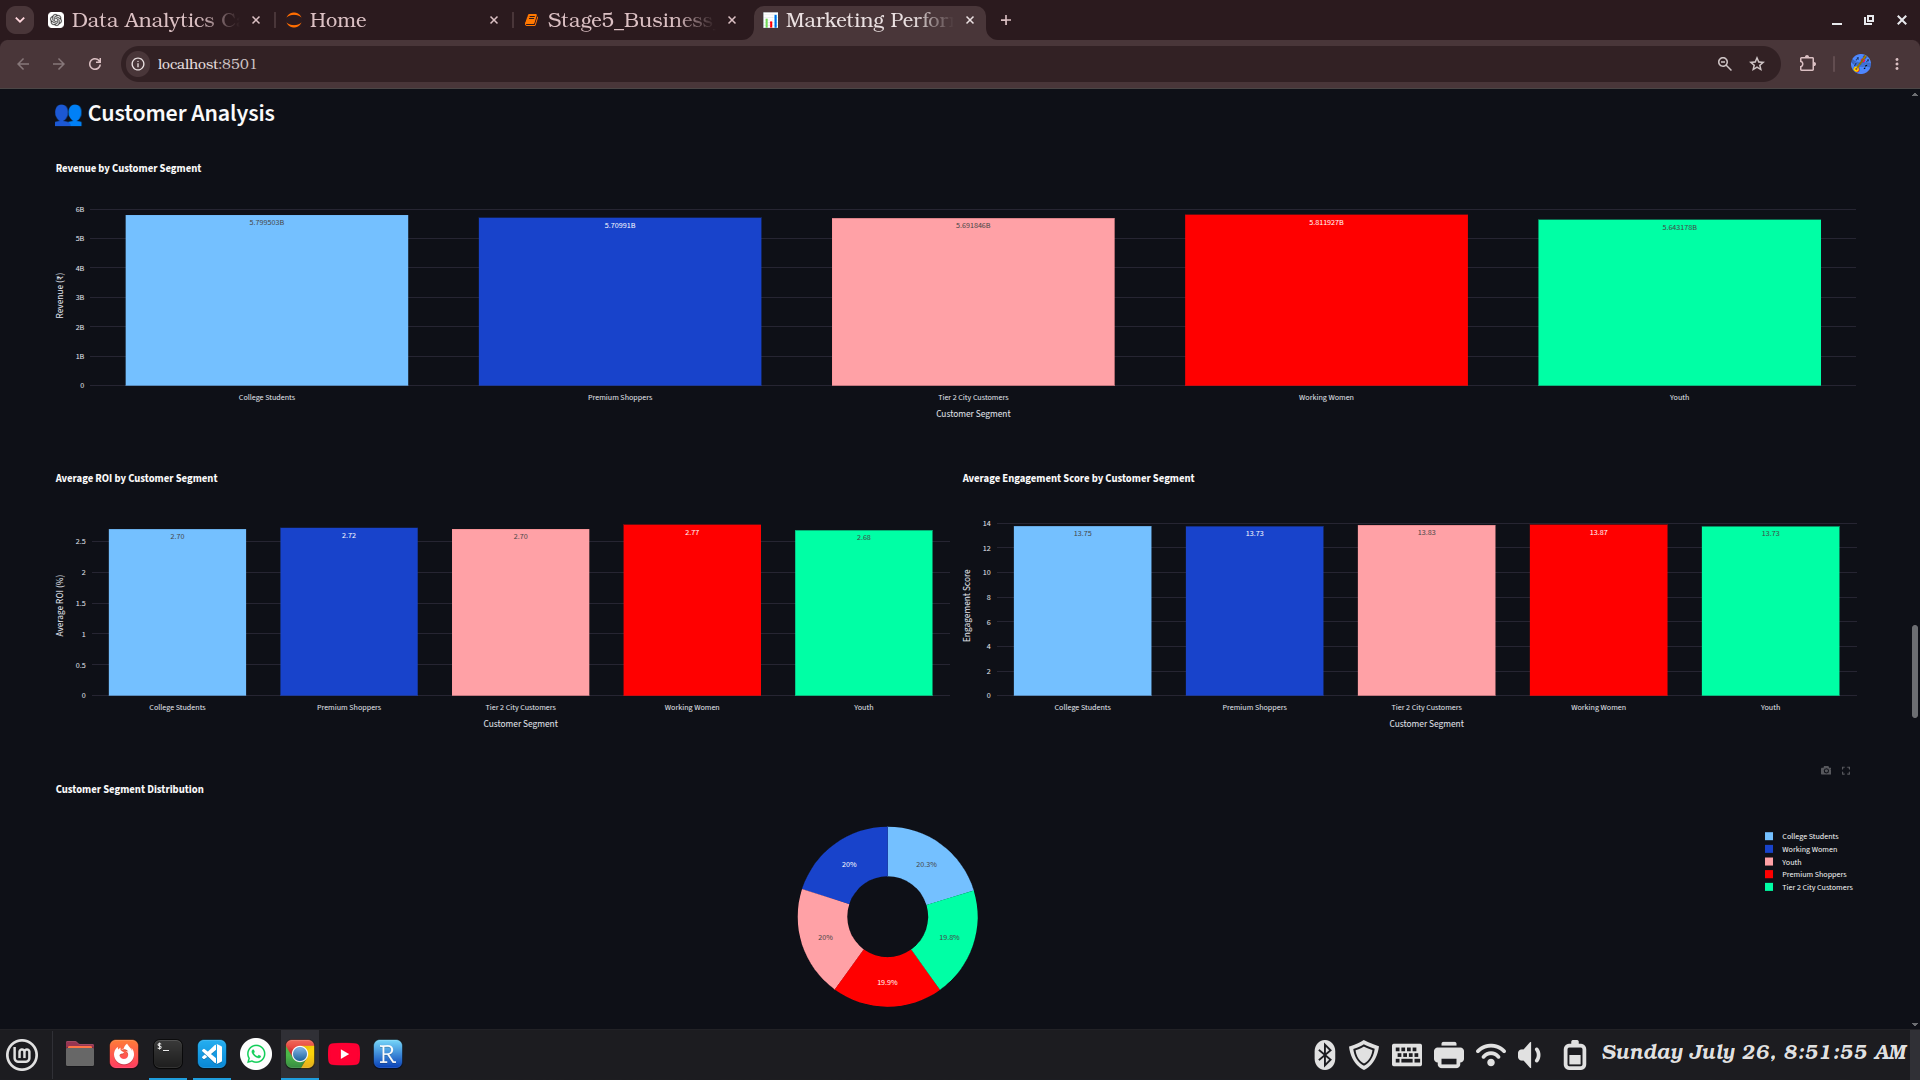 Data Analytics C
Home
Stage5_Business
Marketing Perfor
localhost:8501
Customer Analysis
Revenue by Customer Segment
6B
5B
4B
3B
2B
1B
0
Revenue (₹)
5.799503B
5.70991B
5.691846B
5.811927B
5.643178B
College Students
Premium Shoppers
Tier 2 City Customers
Working Women
Youth
Customer Segment
Average ROI by Customer Segment
2.5
2
1.5
1
0.5
0
Average ROI (%)
2.70
2.72
2.70
2.77
2.68
College Students
Premium Shoppers
Tier 2 City Customers
Working Women
Youth
Customer Segment
Average Engagement Score by Customer Segment
14
12
10
8
6
4
2
0
Engagement Score
13.75
13.73
13.83
13.87
13.73
College Students
Premium Shoppers
Tier 2 City Customers
Working Women
Youth
Customer Segment
Customer Segment Distribution
20%
20.3%
20%
19.8%
19.9%
College Students
Working Women
Youth
Premium Shoppers
Tier 2 City Customers
$_
R
Sunday July 26, 8:51:55 AM